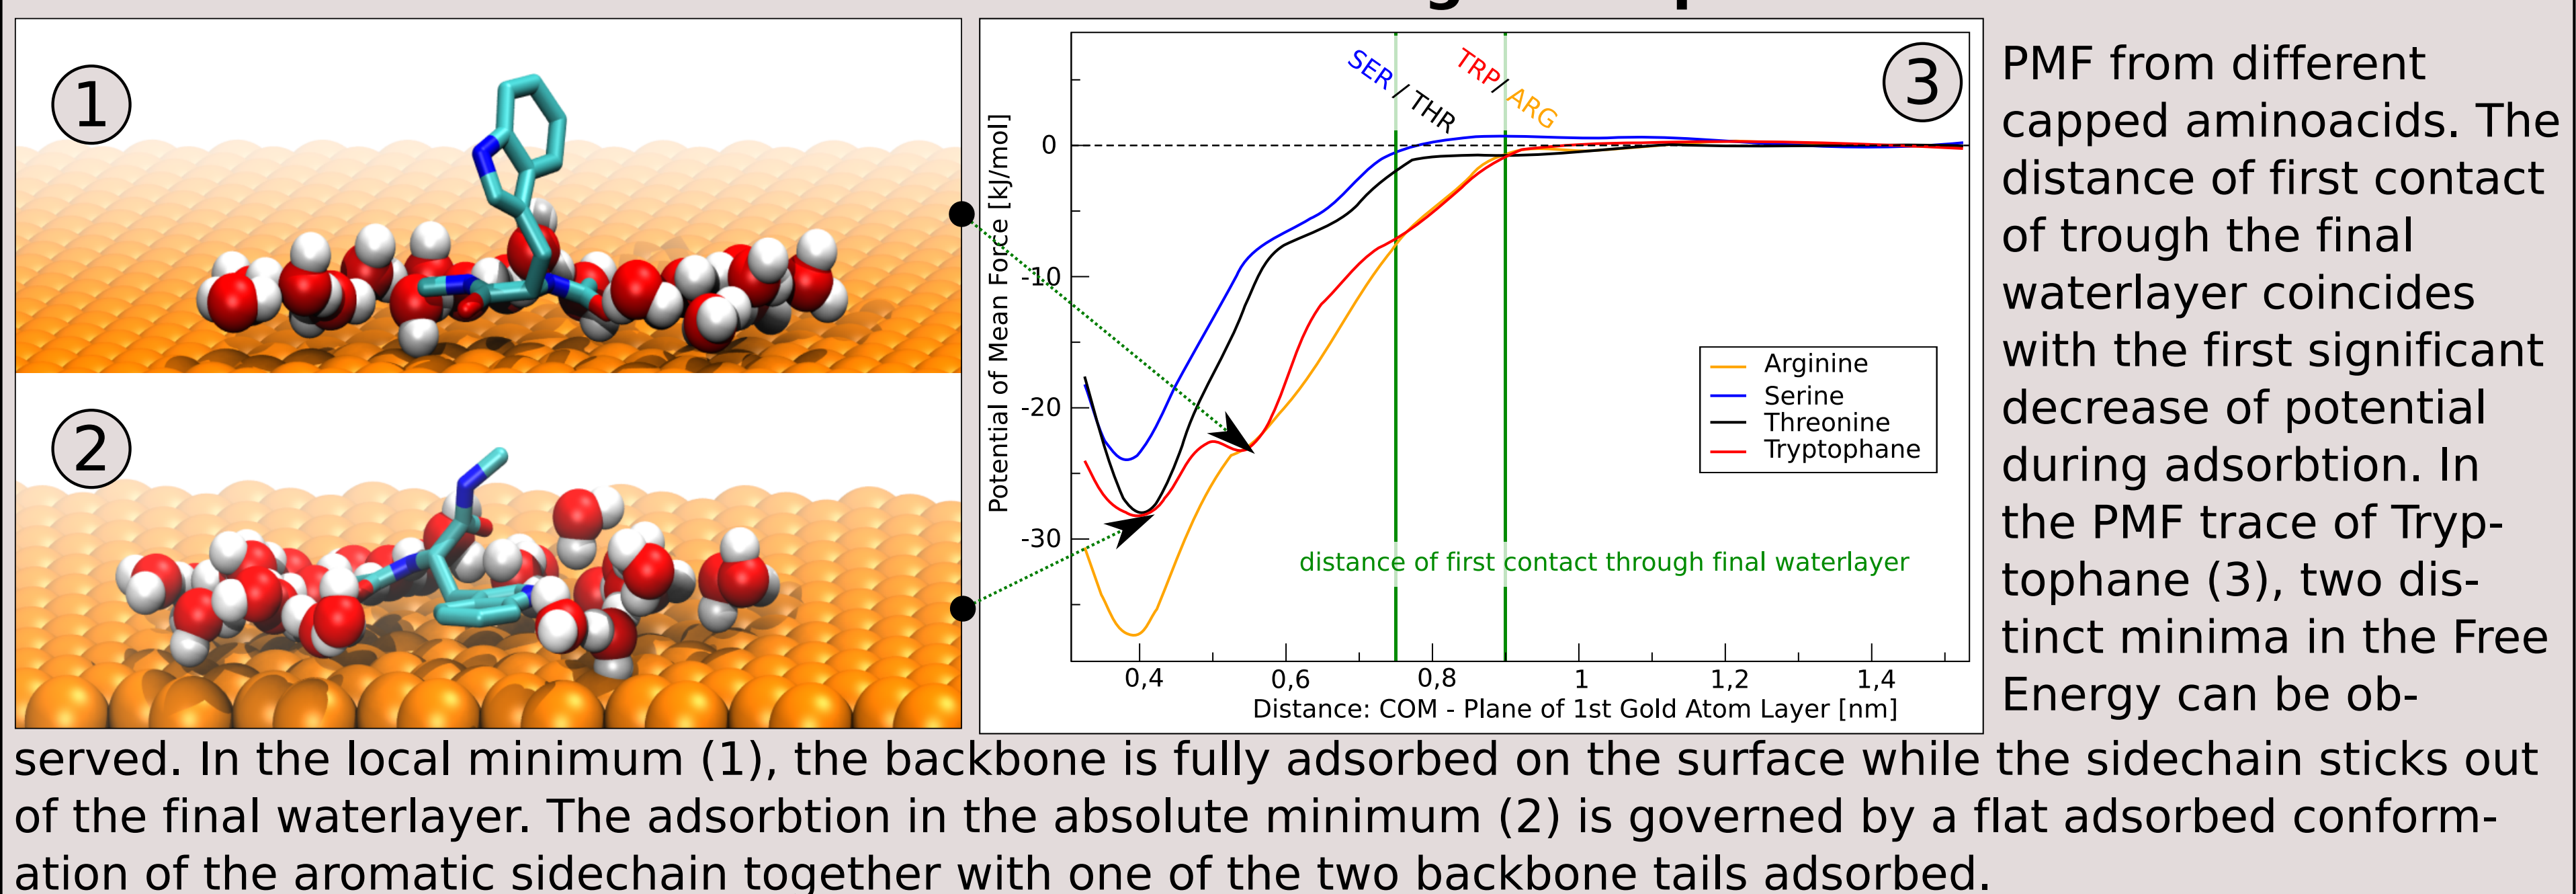 1
2
3
SER / THR
TRP/ ARG
Potential of Mean Force [kJ/mol]
0
-10
-20
-30
Arginine
Serine
Threonine
Tryptophane
distance of first contact through final waterlayer
0,4 0,6 0,8 1 1,2 1,4
Distance: COM - Plane of 1st Gold Atom Layer [nm]
PMF from different
capped aminoacids. The
distance of first contact
of trough the final
waterlayer coincides
with the first significant
decrease of potential
during adsorbtion. In
the PMF trace of Tryp-
tophane (3), two dis-
tinct minima in the Free
Energy can be ob-
served. In the local minimum (1), the backbone is fully adsorbed on the surface while the sidechain sticks out
of the final waterlayer. The adsorbtion in the absolute minimum (2) is governed by a flat adsorbed conform-
ation of the aromatic sidechain together with one of the two backbone tails adsorbed.